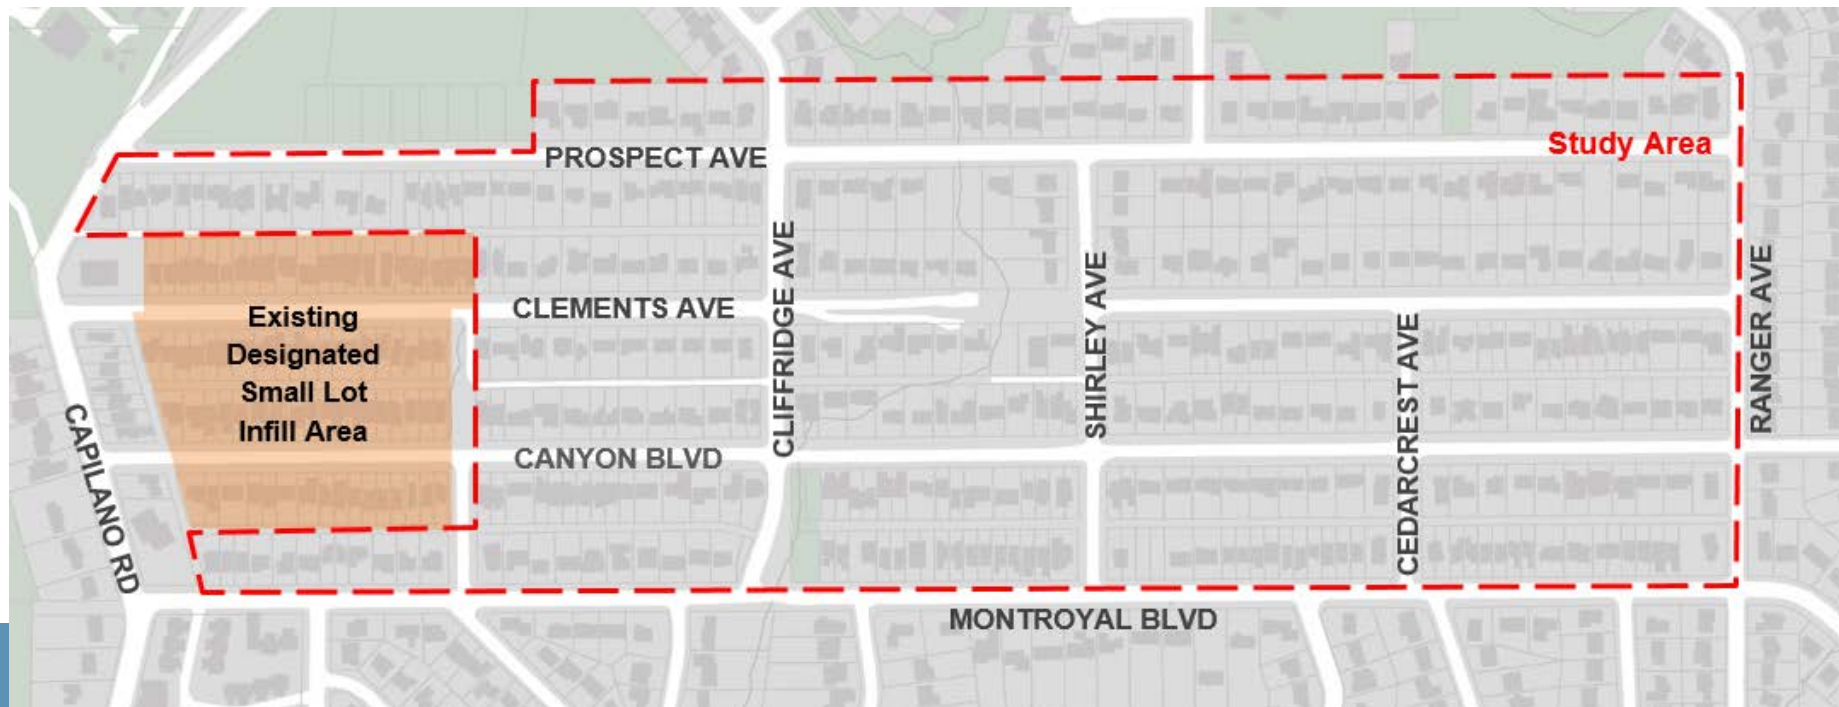 PROSPECT AVE
Study Area
CLEMENTS AVE
Existing
Designated
Small Lot
Infill Area
CLIFFRIDGE AVE
SHIRLEY AVE
RANGER AVE
CEDARCREST AVE
CAPILANO RD
CANYON BLVD
MONTROYAL BLVD